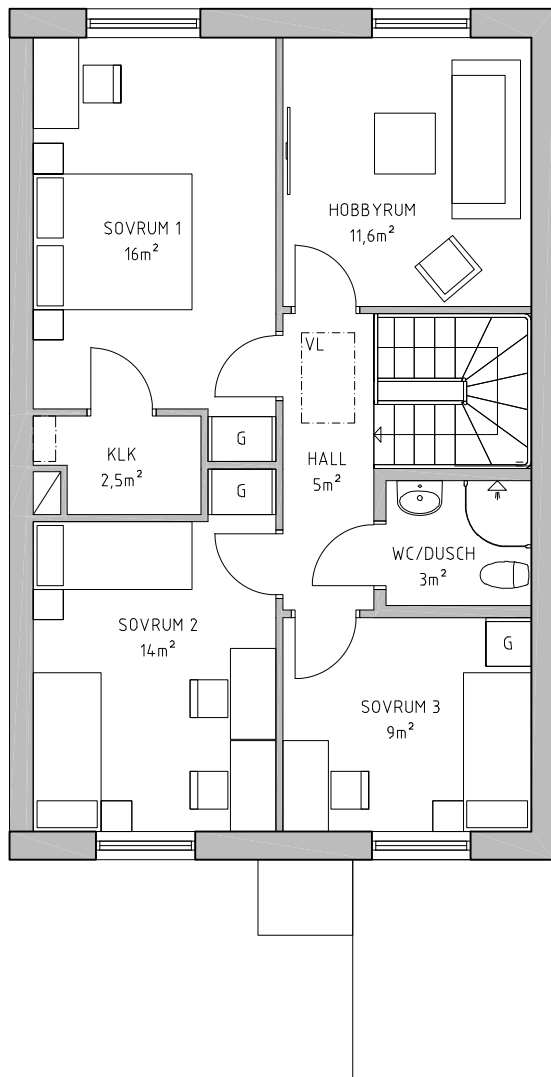 SOVRUM 1
16m²
HOBBYRUM
11,6m²
VL
KLK
2,5m²
G
G
HALL
5m²
WC/DUSCH
3m²
SOVRUM 2
14m²
G
SOVRUM 3
9m²